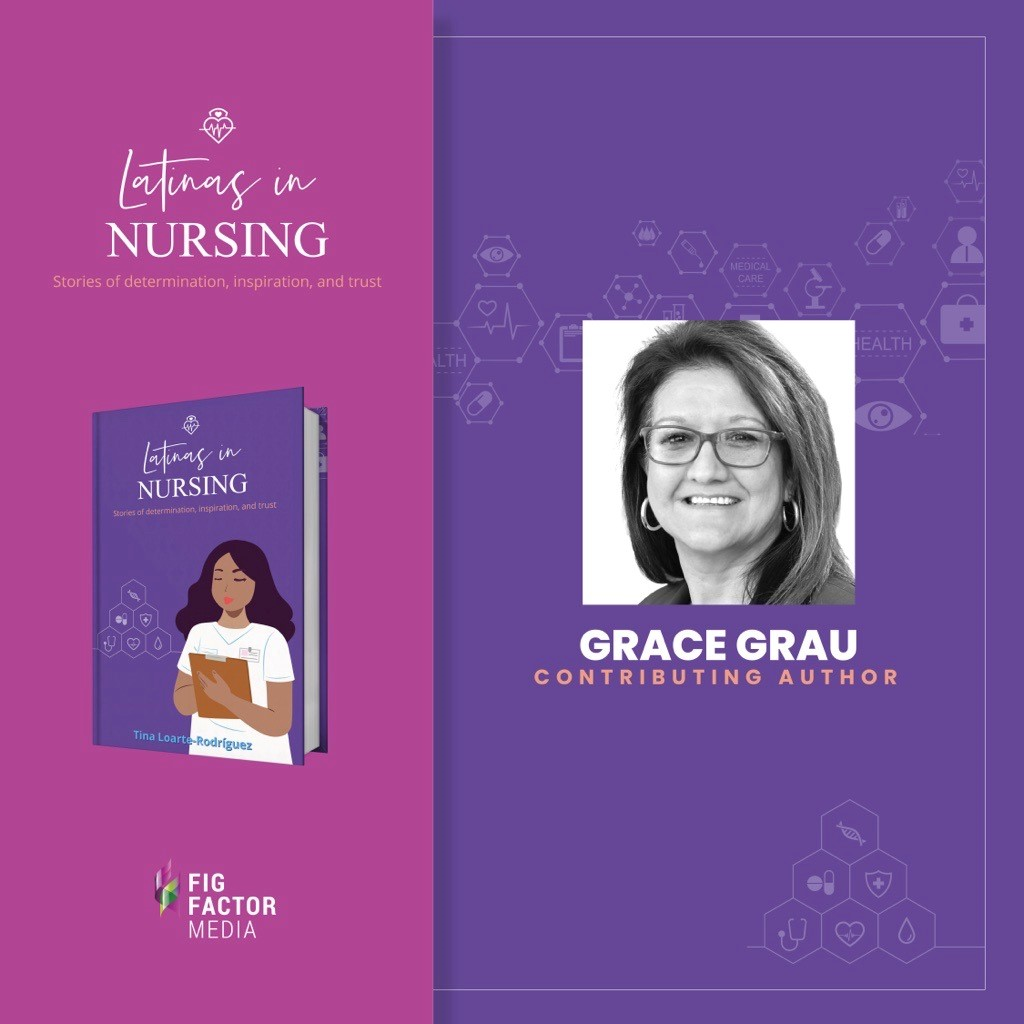 Latinas in
NURSING
Stories of determination, inspiration, and trust
Latinas in
NURSING
Stories of determination, inspiration, and trust
Tina Loarte-Rodríguez
FIG
FACTOR
MEDIA
MEDICAL
CARE
ALTH
HEALTH
GRACE GRAU
CONTRIBUTING AUTHOR